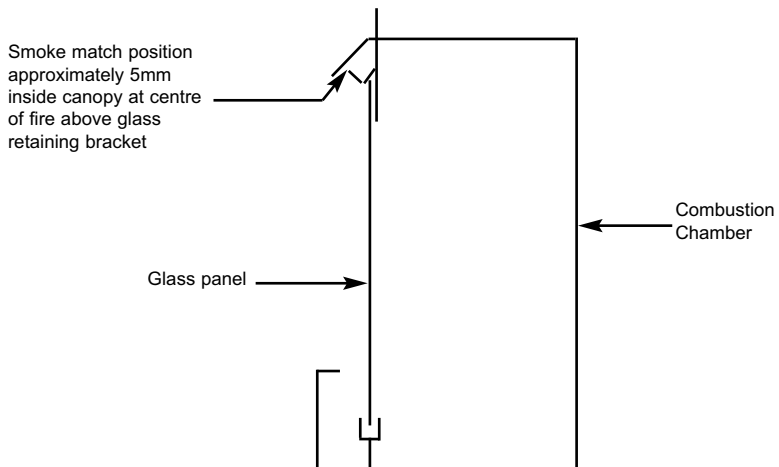 Smoke match position
approximately 5mm
inside canopy at centre
of fire above glass
retaining bracket
Combustion
Chamber
Glass panel